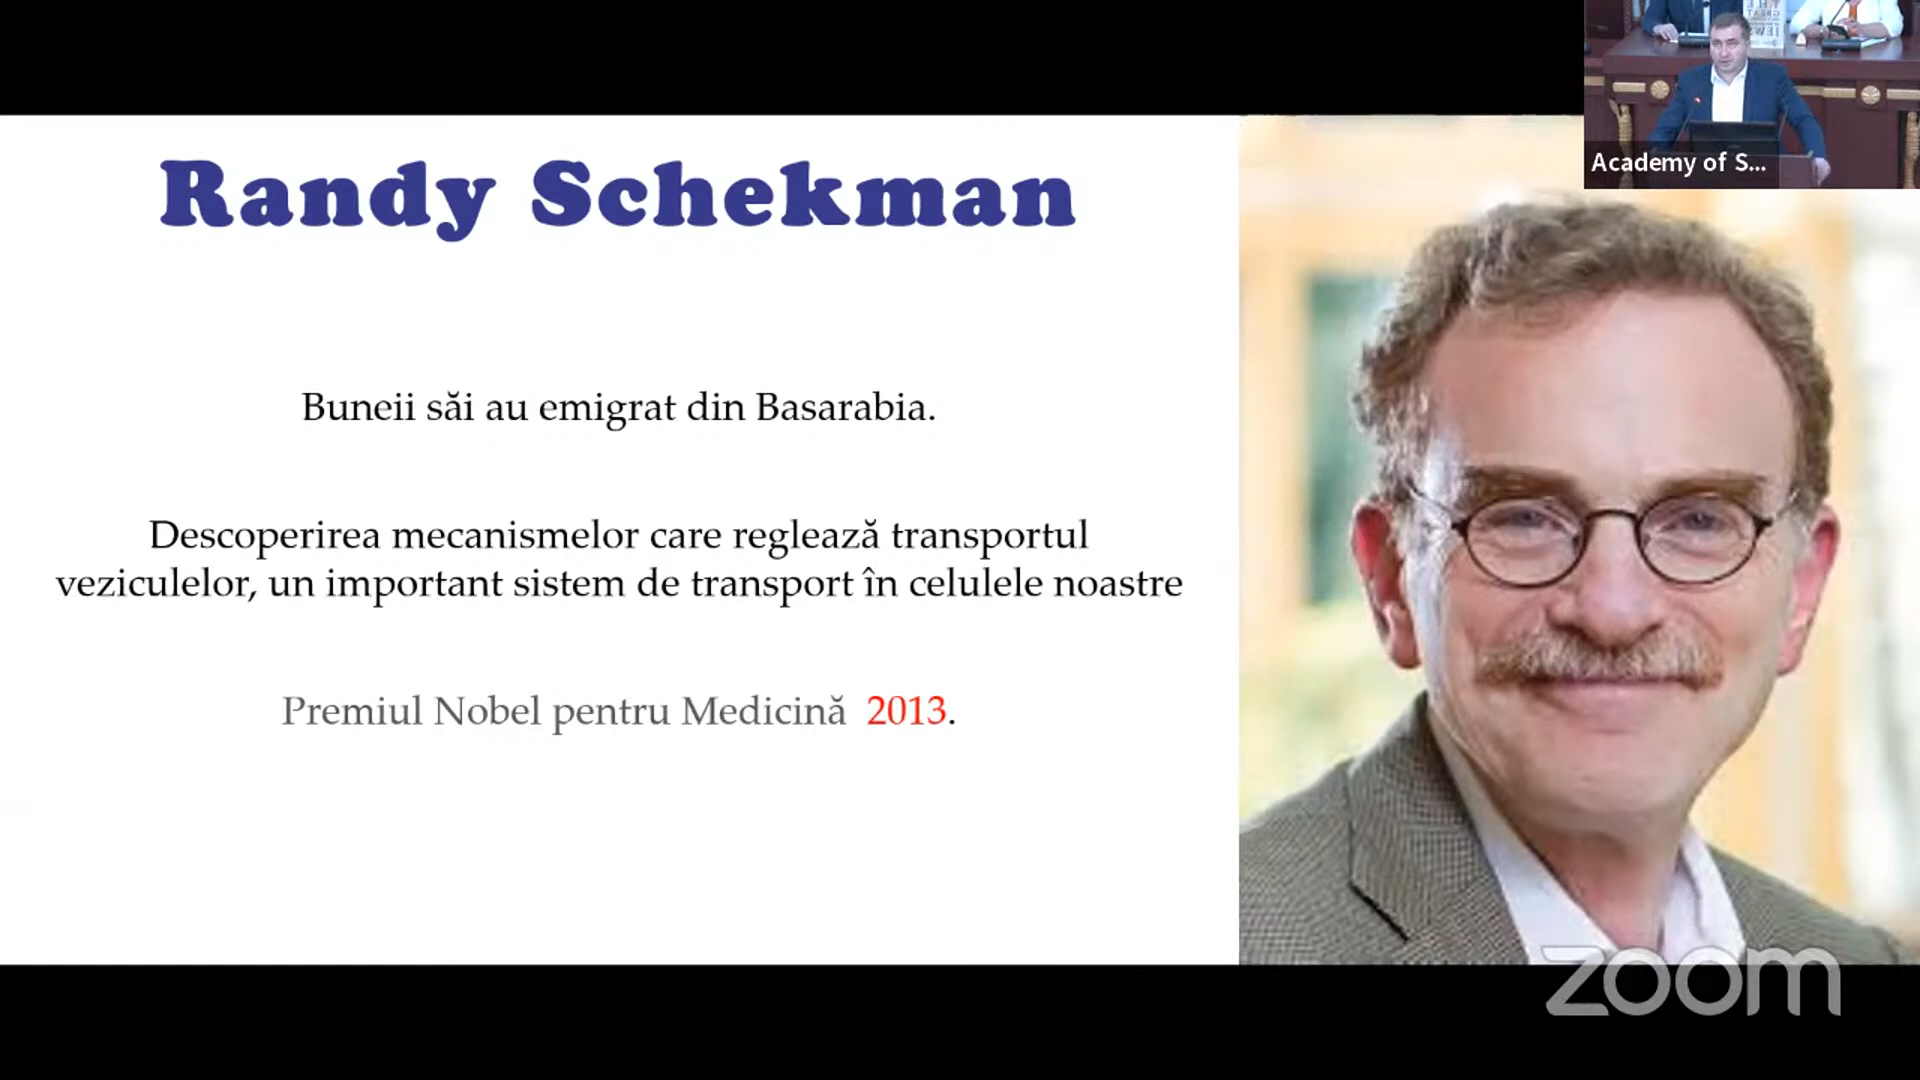 Randy Schekman
Buneii săi au emigrat din Basarabia.
Descoperirea mecanismelor care reglează transportul
veziculelor, un important sistem de transport în celulele noastre
Premiul Nobel pentru Medicină 2013.
Academy of S...
zoom